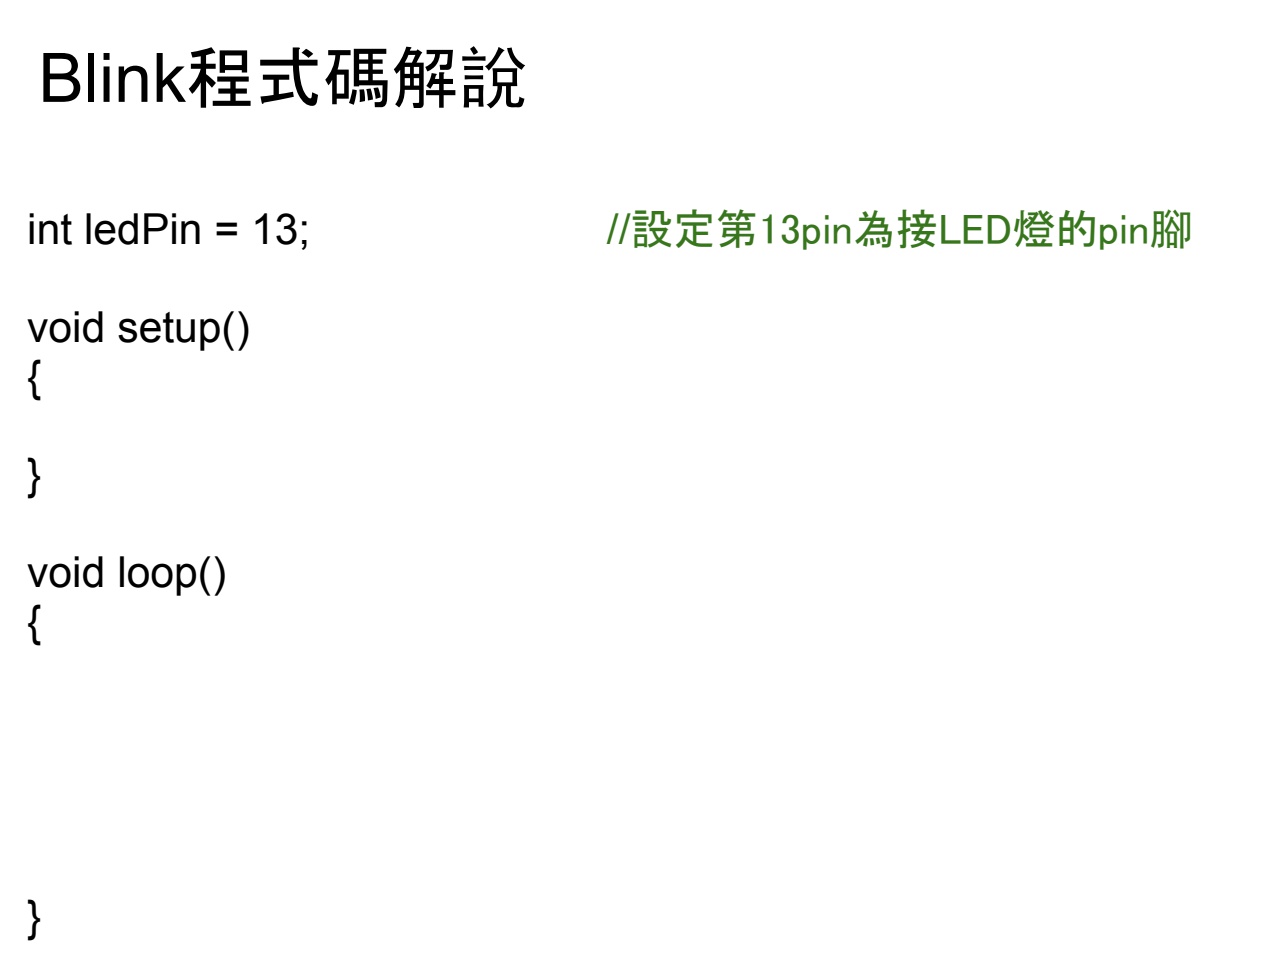 Blink程式碼解說
int ledPin = 13; //設定第13pin為接LED燈的pin腳
void setup()
{
}
void loop()
{
}